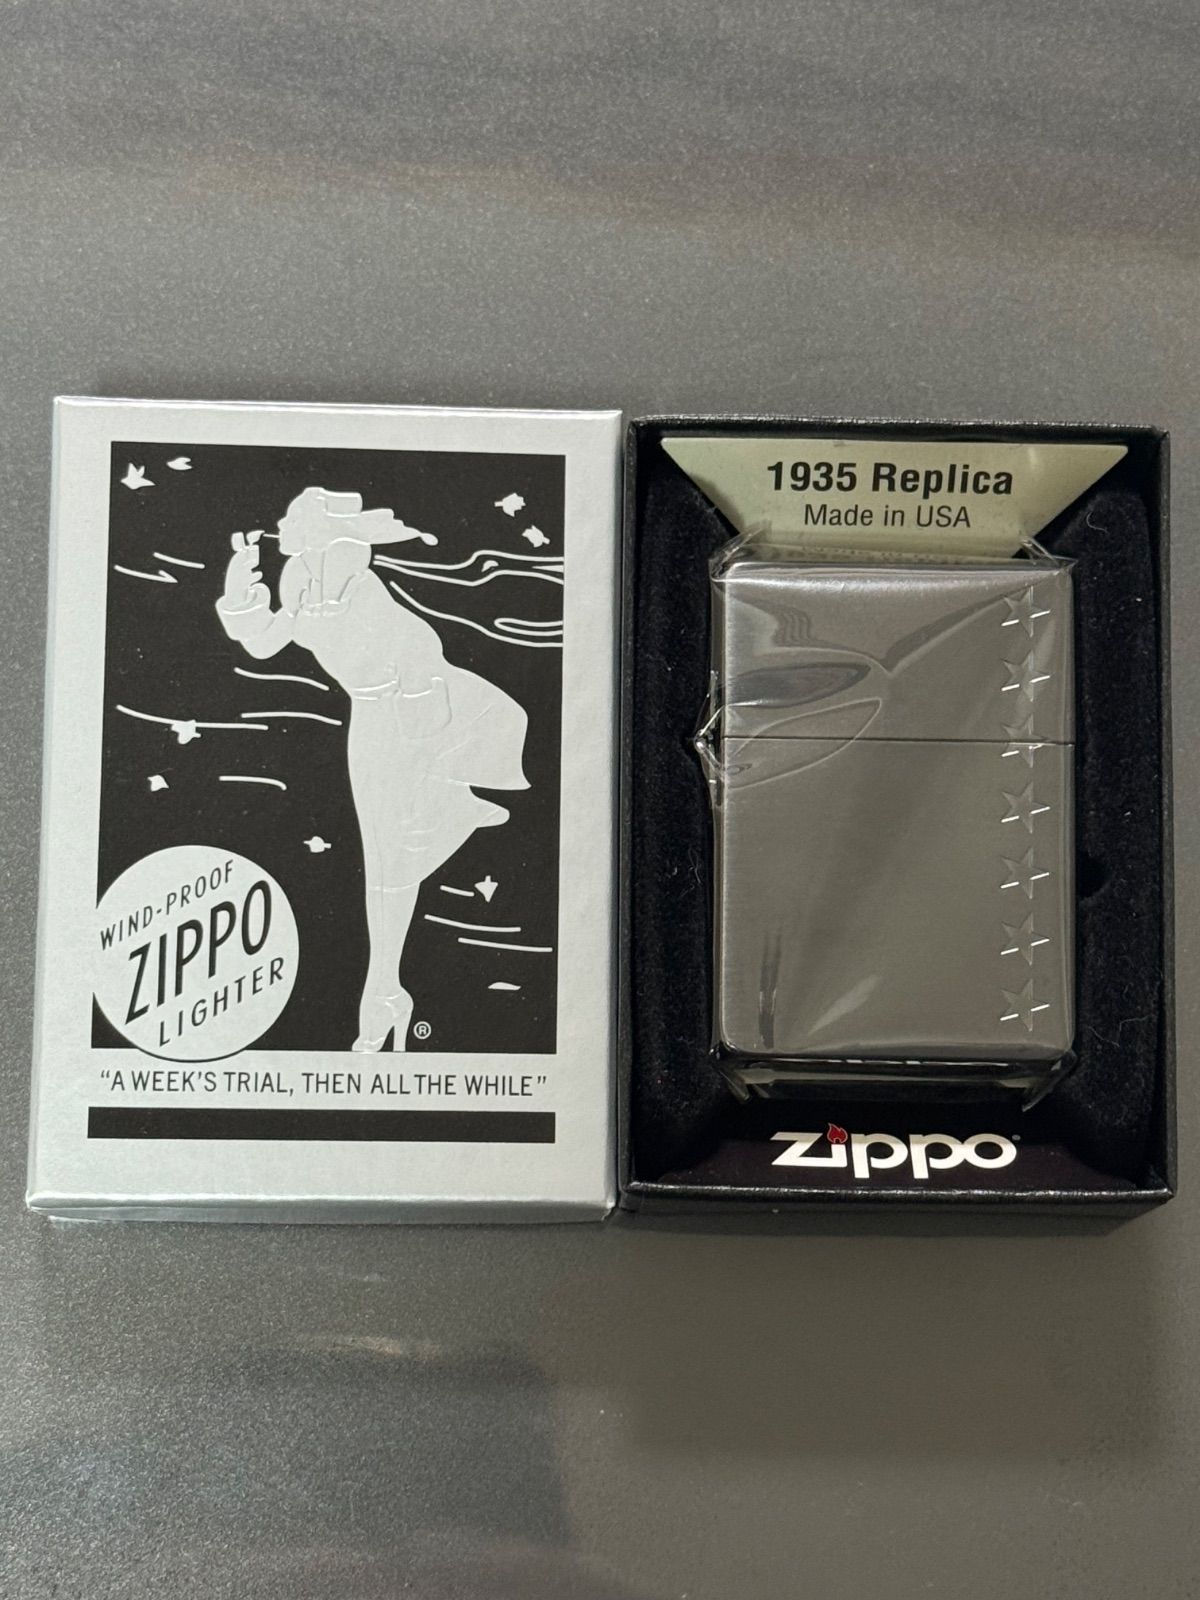 WIND-PROOF
ZIPPO
LIGHTER
®
“A WEEK'S TRIAL, THEN ALL THE WHILE”
1935 Replica
Made in USA
zippo